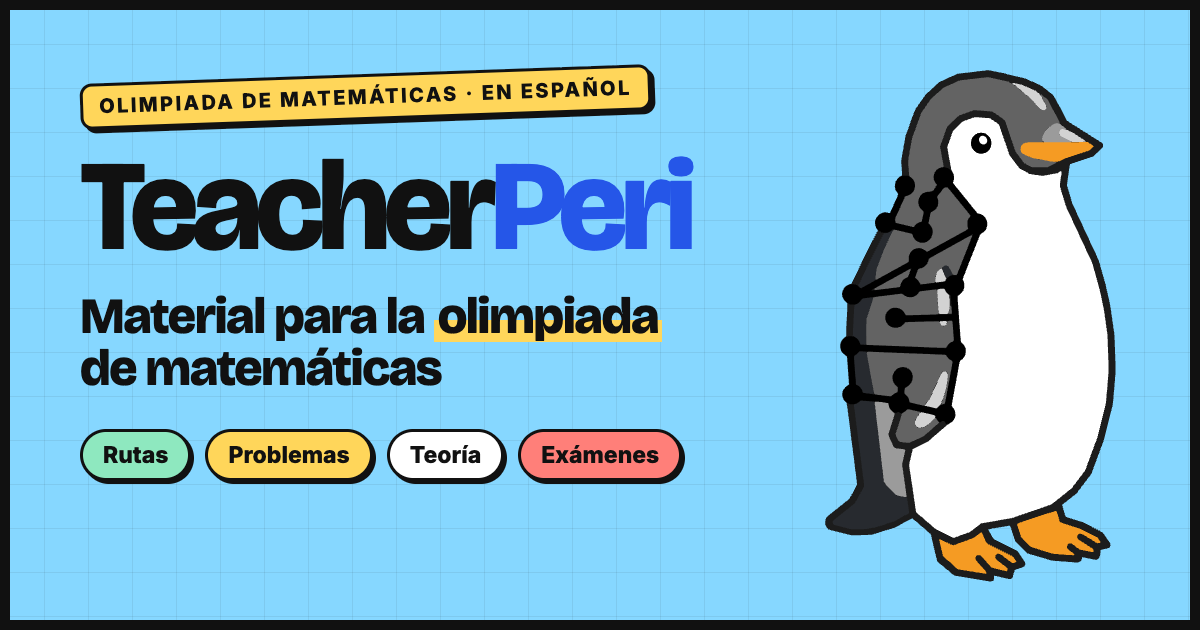 OLIMPIADA DE MATEMÁTICAS · EN ESPAÑOL
TeacherPeri
Material para la olimpiada
de matemáticas
Rutas
Problemas
Teoría
Exámenes